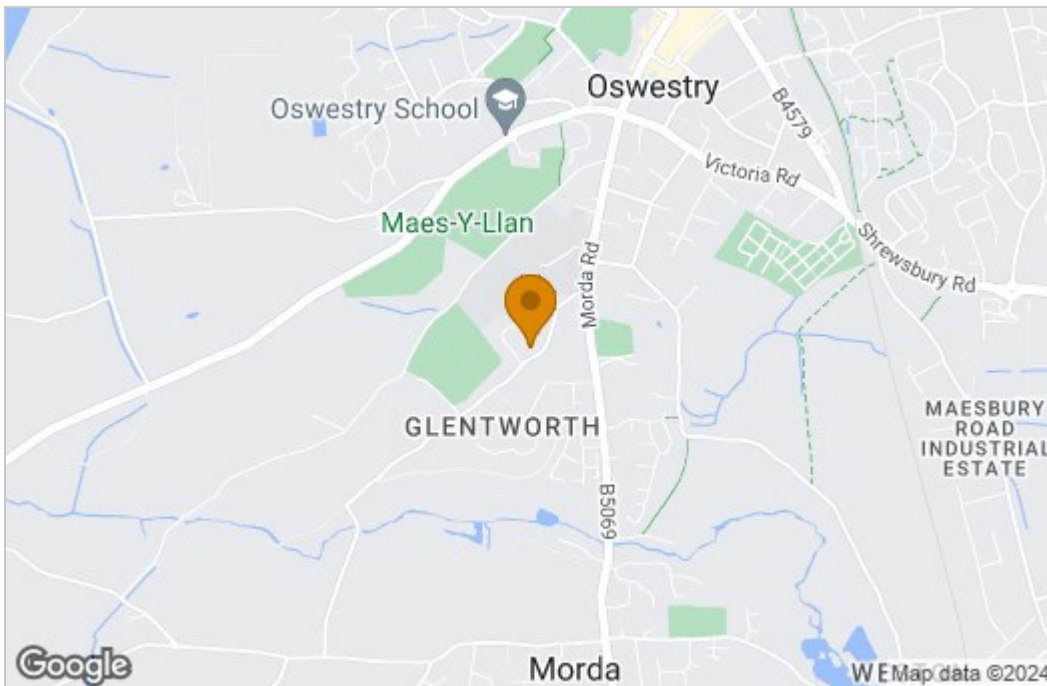 Oswestry
Oswestry School
B4579
Victoria Rd
Maes-Y-Llan
Shrewsbury Rd
Morda Rd
GLENTWORTH
MAESBURY
ROAD
INDUSTRIAL
ESTATE
B5069
Morda
Google
Map data ©2024